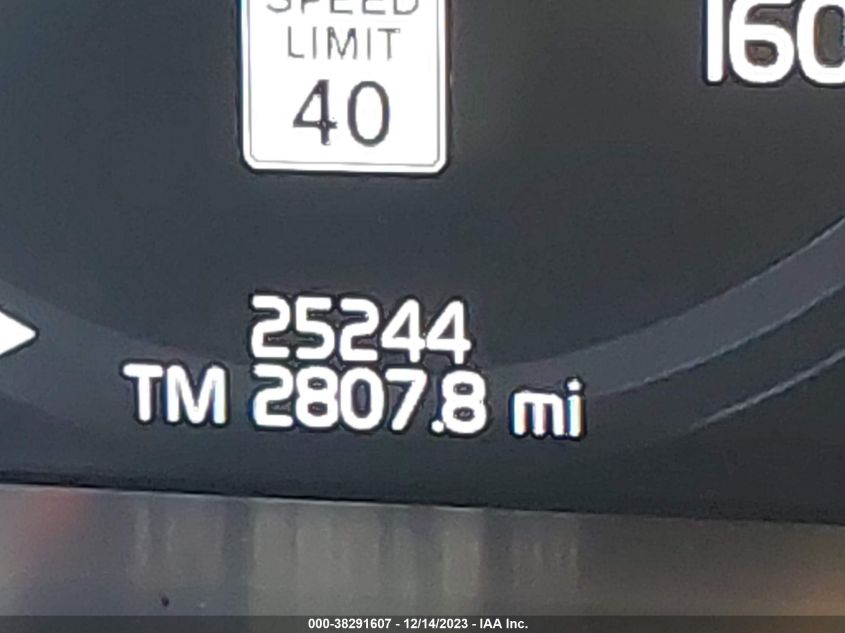 SPEED
LIMIT
40
160
25244
TM 2807.8 mi
000-38291607 - 12/14/2023 - IAA Inc.